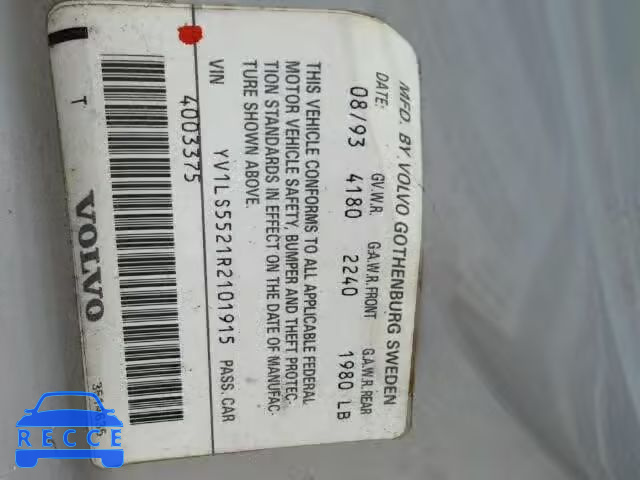 MFD. BY VOLVO GOTHENBURG SWEDEN
DATE: G.V.W.R. G.A.W.R. FRONT G.A.W.R. REAR
08/93 4180 2240 1980 LB
THIS VEHICLE CONFORMS TO ALL APPLICABLE FEDERAL
MOTOR VEHICLE SAFETY, BUMPER AND THEFT PROTEC-
TION STANDARDS IN EFFECT ON THE DATE OF MANUFAC-
TURE SHOWN ABOVE.
VIN YV1LS5521R2101915 PASS. CAR
4003375
T VOLVO
RECCE